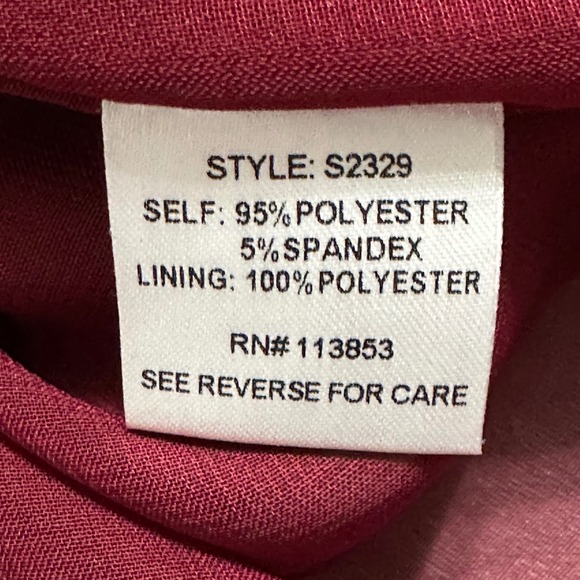 STYLE: S2329
SELF: 95% POLYESTER
5% SPANDEX
LINING: 100% POLYESTER
RN# 113853
SEE REVERSE FOR CARE